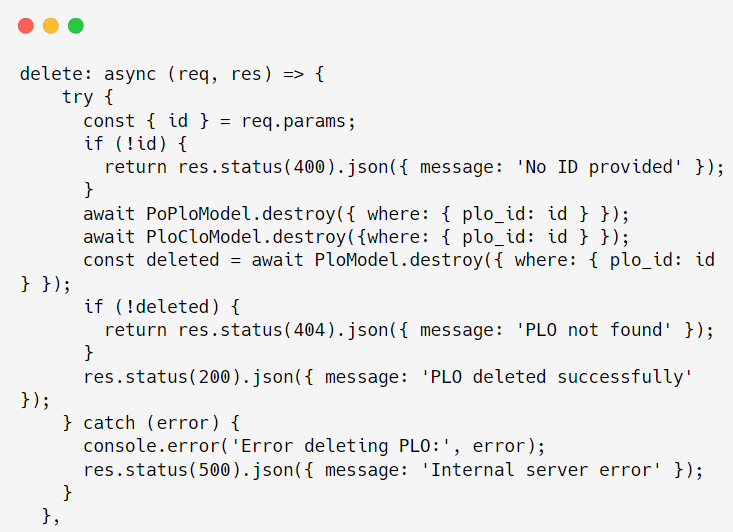 delete: async (req, res) => {
    try {
      const { id } = req.params;
      if (!id) {
        return res.status(400).json({ message: 'No ID provided' });
      }
      await PoPloModel.destroy({ where: { plo_id: id } });
      await PloCloModel.destroy({where: { plo_id: id } });
      const deleted = await PloModel.destroy({ where: { plo_id: id
} });
      if (!deleted) {
        return res.status(404).json({ message: 'PLO not found' });
      }
      res.status(200).json({ message: 'PLO deleted successfully'
});
    } catch (error) {
      console.error('Error deleting PLO:', error);
      res.status(500).json({ message: 'Internal server error' });
    }
  },